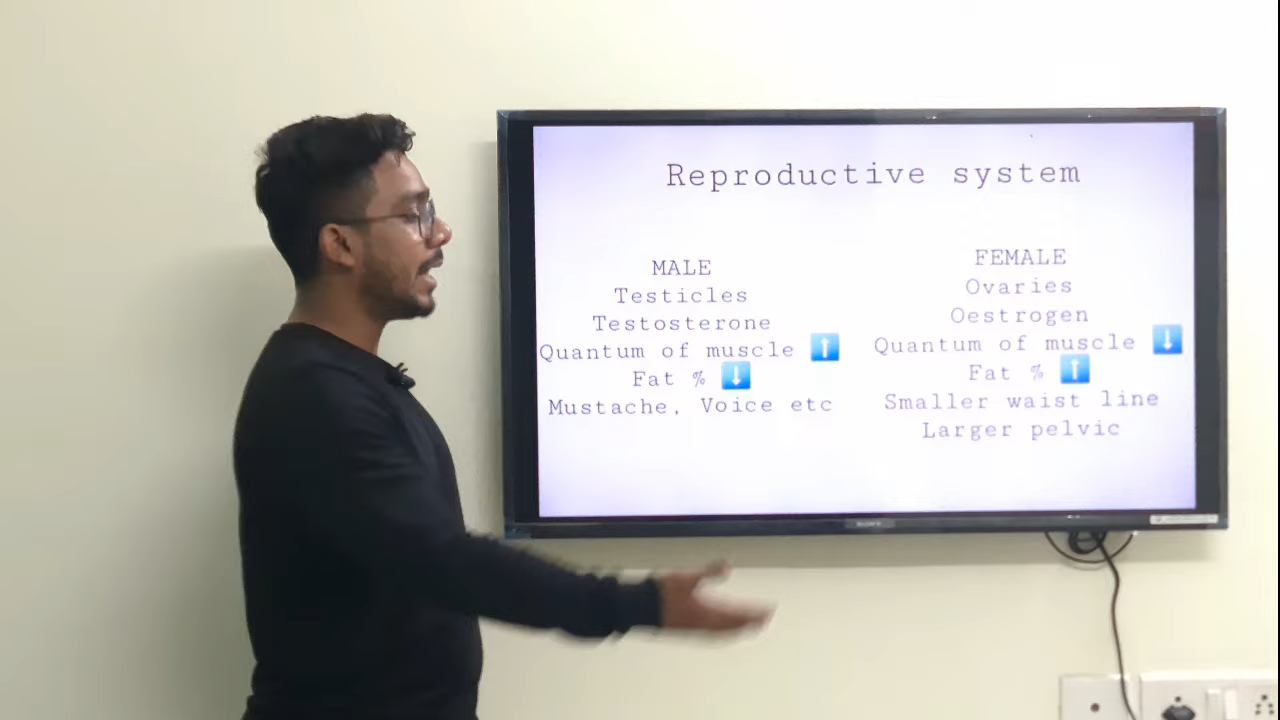 Reproductive system
MALE
Testicles
Testosterone
Quantum of muscle ⬆️
Fat % ⬇️
Mustache, Voice etc
FEMALE
Ovaries
Oestrogen
Quantum of muscle ⬇️
Fat % ⬆️
Smaller waist line
Larger pelvic
SONY